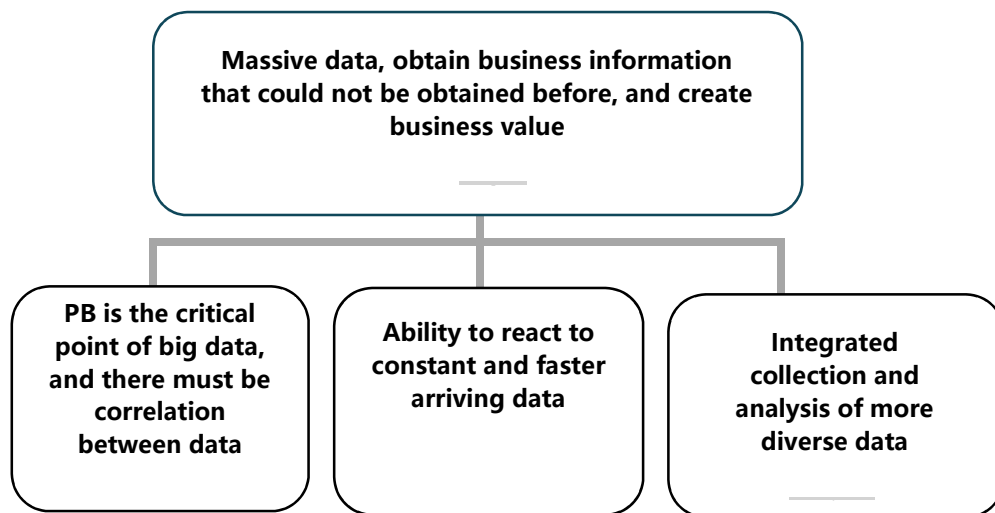 Massive data, obtain business information
that could not be obtained before, and create
business value
PB is the critical
point of big data,
and there must be
correlation
between data
Ability to react to
constant and faster
arriving data
Integrated
collection and
analysis of more
diverse data